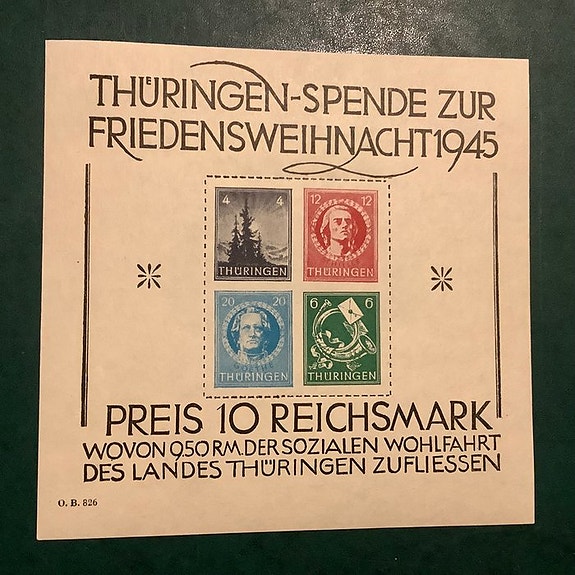 THÜRINGEN-SPENDE ZUR
FRIEDENSWEIHNACHT 1945
4 4
THÜRINGEN
12 12
THÜRINGEN
20 20
THÜRINGEN
6 6
THÜRINGEN
PREIS 10 REICHSMARK
WOVON 9.50 RM. DER SOZIALEN WOHLFAHRT
DES LANDES THÜRINGEN ZUFLIESSEN
O. B. 826